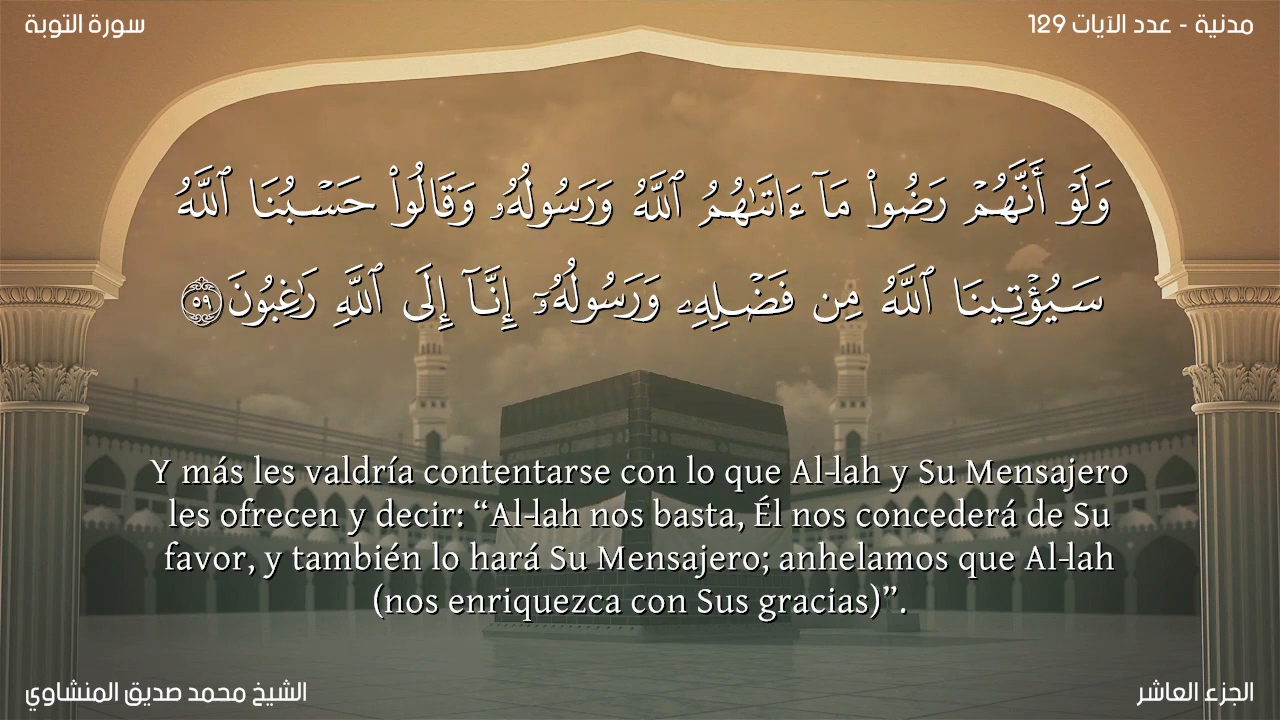 سورة التوبة
مدنية - عدد الآيات 129
وَلَوْ أَنَّهُمْ رَضُوا۟ مَآ ءَاتَىٰهُمُ ٱللَّهُ وَرَسُولُهُۥ وَقَالُوا۟ حَسْبُنَا ٱللَّهُ
سَيُؤْتِينَا ٱللَّهُ مِن فَضْلِهِۦ وَرَسُولُهُۥٓ إِنَّآ إِلَى ٱللَّهِ رَٰغِبُونَ ٥٩
Y más les valdría contentarse con lo que Al-lah y Su Mensajero
les ofrecen y decir: “Al-lah nos basta, Él nos concederá de Su
favor, y también lo hará Su Mensajero; anhelamos que Al-lah
(nos enriquezca con Sus gracias)”.
الشيخ محمد صديق المنشاوي
الجزء العاشر